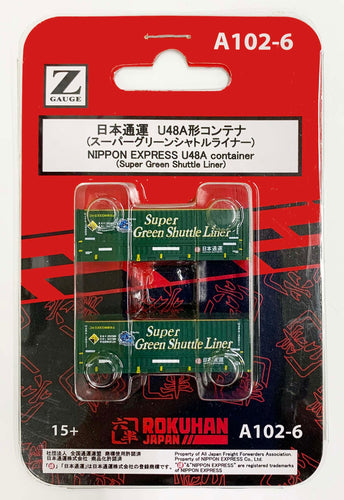 A102-6
Z
GAUGE
日本通運 U48A形コンテナ
(スーパーグリーンシャトルライナー)
NIPPON EXPRESS U48A container
(Super Green Shuttle Liner)
Super
Green Shuttle Liner
日本通運
Super
Green Shuttle Liner
日本通運
15+
六半
ROKUHAN
JAPAN
A102-6
社団法人 全国通運連盟 商標使用許諾済
日本通運株式会社 商品化許諾済
「日本通運」は日本通運株式会社の登録商標です。
Property of All Japan Freight Forwarders Association.
Property of NIPPON EXPRESS Co., Ltd.
"NIPPON EXPRESS" are registered trademarks
of NIPPON EXPRESS Co., Ltd.